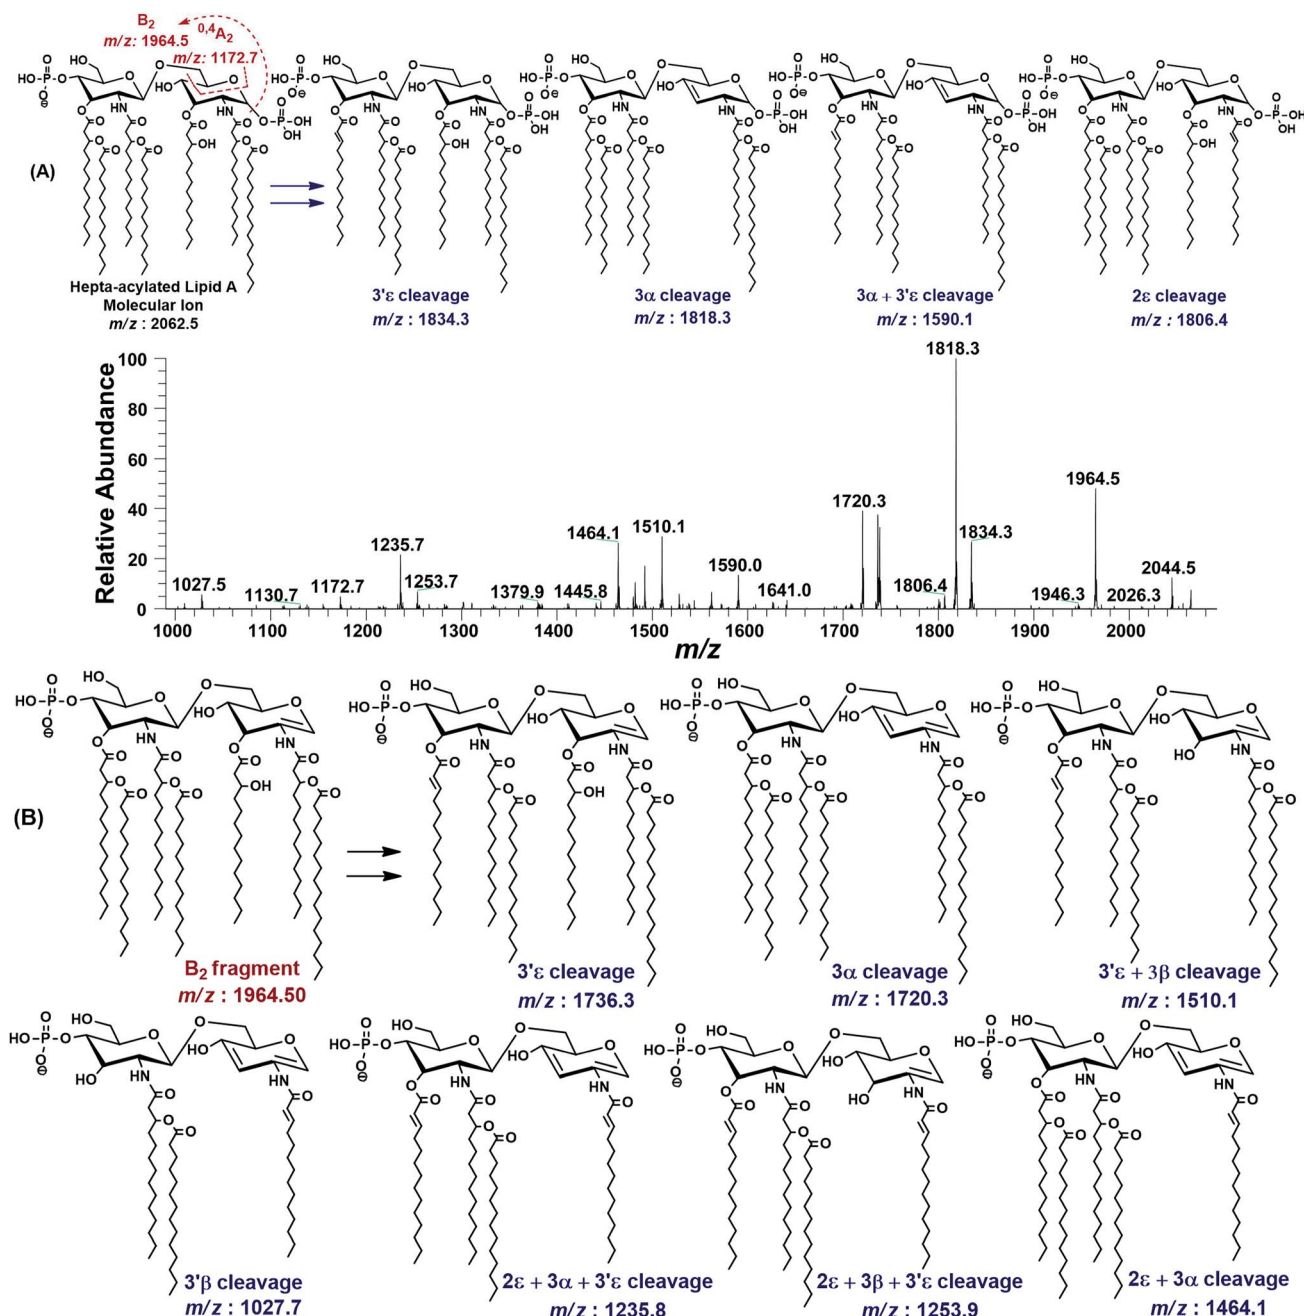 B2
m/z: 1964.5
0,4A2
m/z: 1172.7
(A)
Hepta-acylated Lipid A
Molecular Ion
m/z : 2062.5
3'ε cleavage
m/z : 1834.3
3α cleavage
m/z : 1818.3
3α + 3'ε cleavage
m/z : 1590.1
2ε cleavage
m/z : 1806.4
Relative Abundance
100
80
60
40
20
0
1027.5
1130.7
1172.7
1235.7
1253.7
1379.9
1445.8
1464.1
1510.1
1590.0
1641.0
1720.3
1806.4
1818.3
1834.3
1946.3
1964.5
2026.3
2044.5
1000 1100 1200 1300 1400 1500 1600 1700 1800 1900 2000
m/z
(B)
B2 fragment
m/z : 1964.50
3'ε cleavage
m/z : 1736.3
3α cleavage
m/z : 1720.3
3'ε + 3β cleavage
m/z : 1510.1
3'β cleavage
m/z : 1027.7
2ε + 3α + 3'ε cleavage
m/z : 1235.8
2ε + 3β + 3'ε cleavage
m/z : 1253.9
2ε + 3α cleavage
m/z : 1464.1